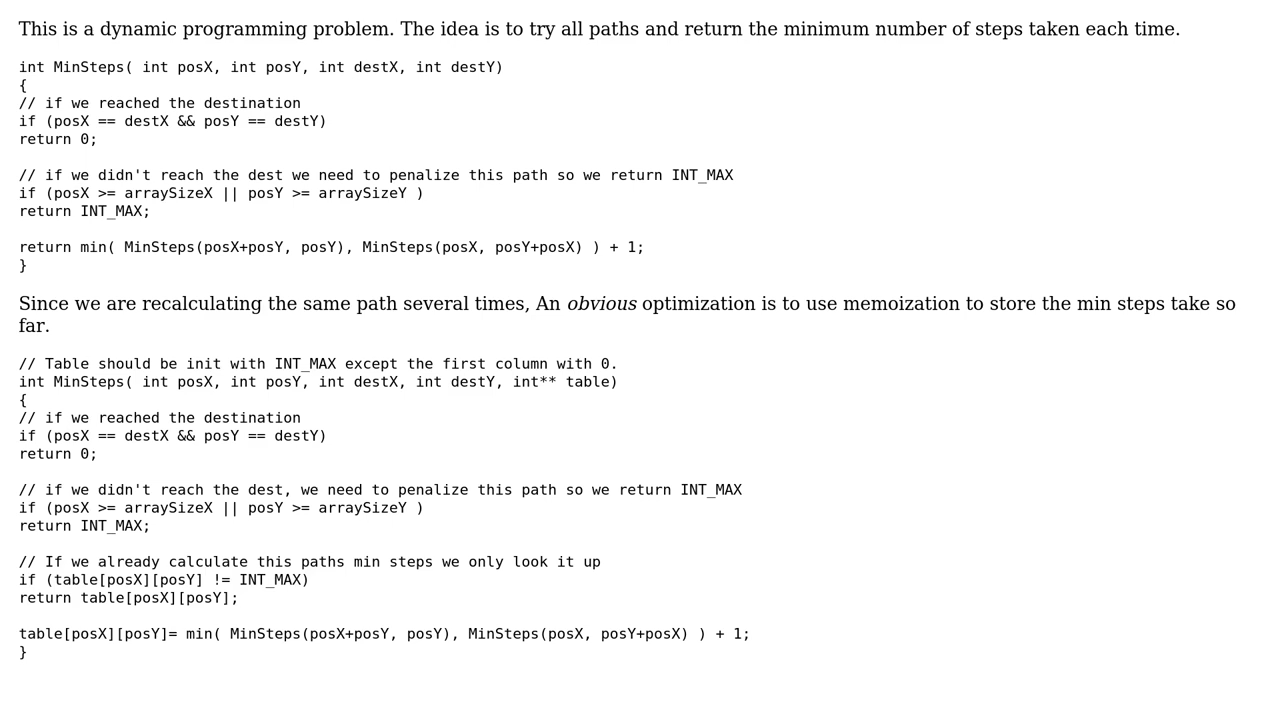 This is a dynamic programming problem. The idea is to try all paths and return the minimum number of steps taken each time.
int MinSteps( int posX, int posY, int destX, int destY)
{
// if we reached the destination
if (posX == destX && posY == destY)
return 0;
// if we didn't reach the dest we need to penalize this path so we return INT_MAX
if (posX >= arraySizeX || posY >= arraySizeY )
return INT_MAX;
return min( MinSteps(posX+posY, posY), MinSteps(posX, posY+posX) ) + 1;
}
Since we are recalculating the same path several times, An obvious optimization is to use memoization to store the min steps take so
far.
// Table should be init with INT_MAX except the first column with 0.
int MinSteps( int posX, int posY, int destX, int destY, int** table)
{
// if we reached the destination
if (posX == destX && posY == destY)
return 0;
// if we didn't reach the dest, we need to penalize this path so we return INT_MAX
if (posX >= arraySizeX || posY >= arraySizeY )
return INT_MAX;
// If we already calculate this paths min steps we only look it up
if (table[posX][posY] != INT_MAX)
return table[posX][posY];
table[posX][posY]= min( MinSteps(posX+posY, posY), MinSteps(posX, posY+posX) ) + 1;
}